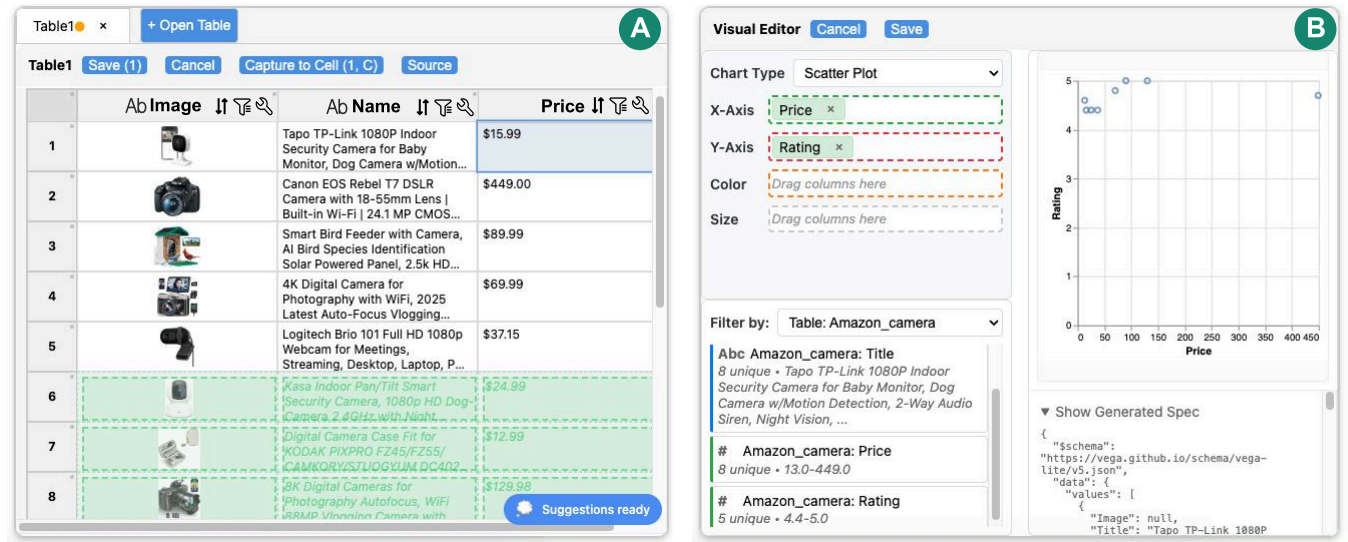 Table1 ×
+ Open Table
A
Table1 Save (1) Cancel Capture to Cell (1, C) Source
Ab Image Ab Name Price
1
Tapo TP-Link 1080P Indoor
Security Camera for Baby
Monitor, Dog Camera w/Motion...
$15.99
2
Canon EOS Rebel T7 DSLR
Camera with 18-55mm Lens |
Built-in Wi-Fi | 24.1 MP CMOS...
$449.00
3
Smart Bird Feeder with Camera,
AI Bird Species Identification
Solar Powered Panel, 2.5k HD...
$89.99
4
4K Digital Camera for
Photography with WiFi, 2025
Latest Auto-Focus Vlogging...
$69.99
5
Logitech Brio 101 Full HD 1080p
Webcam for Meetings,
Streaming, Desktop, Laptop, P...
$37.15
6
Kasa Indoor Pan/Tilt Smart
Security Camera, 1080p HD Dog-
Camera 2.4GHz with Night
$24.99
7
Digital Camera Case Fit for
KODAK PIXPRO FZ45/FZ55/
CAMKORY/STUOGYUM DC402
$12.99
8
8K Digital Cameras for
Photography Autofocus, WiFi
88MP Vlogging Camera with
$129.98
Suggestions ready
Visual Editor Cancel Save
B
Chart Type Scatter Plot
X-Axis Price ×
Y-Axis Rating ×
Color Drag columns here
Size Drag columns here
Filter by: Table: Amazon_camera
Abc Amazon_camera: Title
8 unique • Tapo TP-Link 1080P Indoor
Security Camera for Baby Monitor, Dog
Camera w/Motion Detection, 2-Way Audio
Siren, Night Vision, ...
# Amazon_camera: Price
8 unique • 13.0-449.0
# Amazon_camera: Rating
5 unique • 4.4-5.0
5
4
3
2
1
0
Rating
0 50 100 150 200 250 300 350 400 450
Price
▼ Show Generated Spec
{
"$schema":
"https://vega.github.io/schema/vega-
lite/v5.json",
"data": {
"values": [
{
"Image": null,
"Title": "Tapo TP-Link 1080P